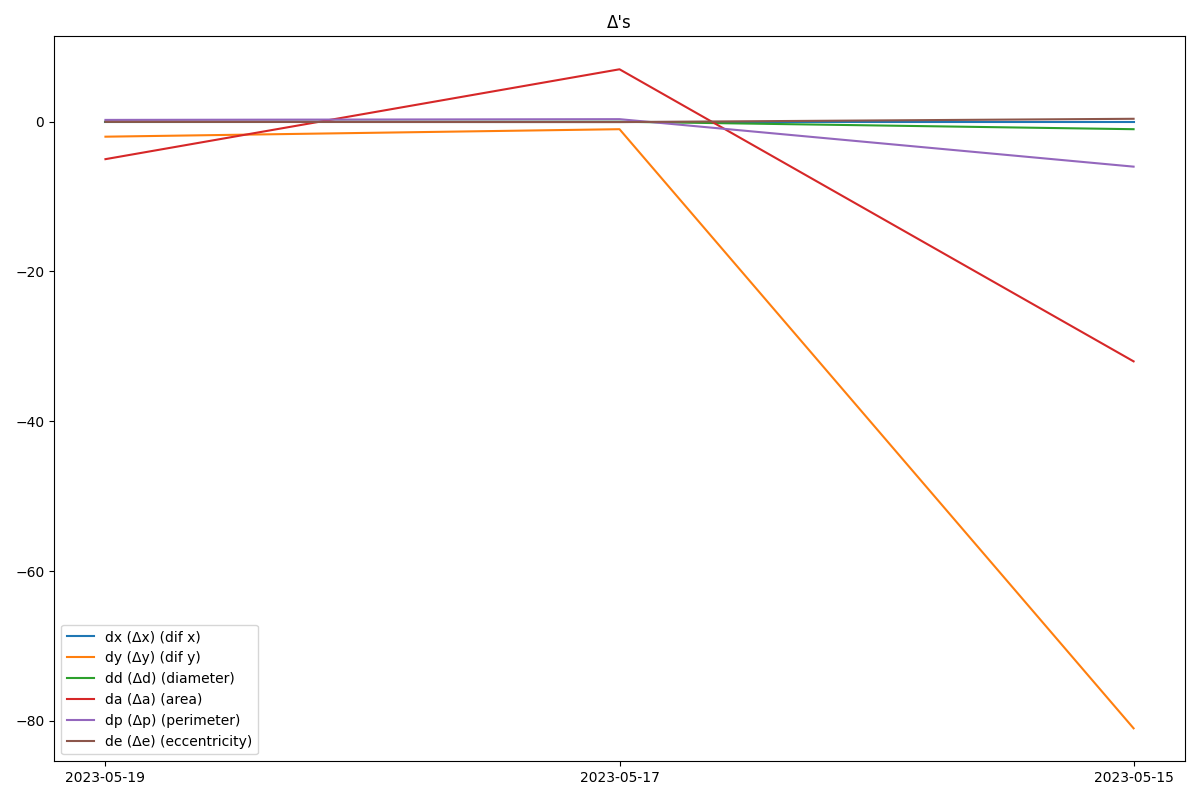 Δ's
0
−20
−40
−60
−80
dx (Δx) (dif x)
dy (Δy) (dif y)
dd (Δd) (diameter)
da (Δa) (area)
dp (Δp) (perimeter)
de (Δe) (eccentricity)
2023-05-19 2023-05-17 2023-05-15